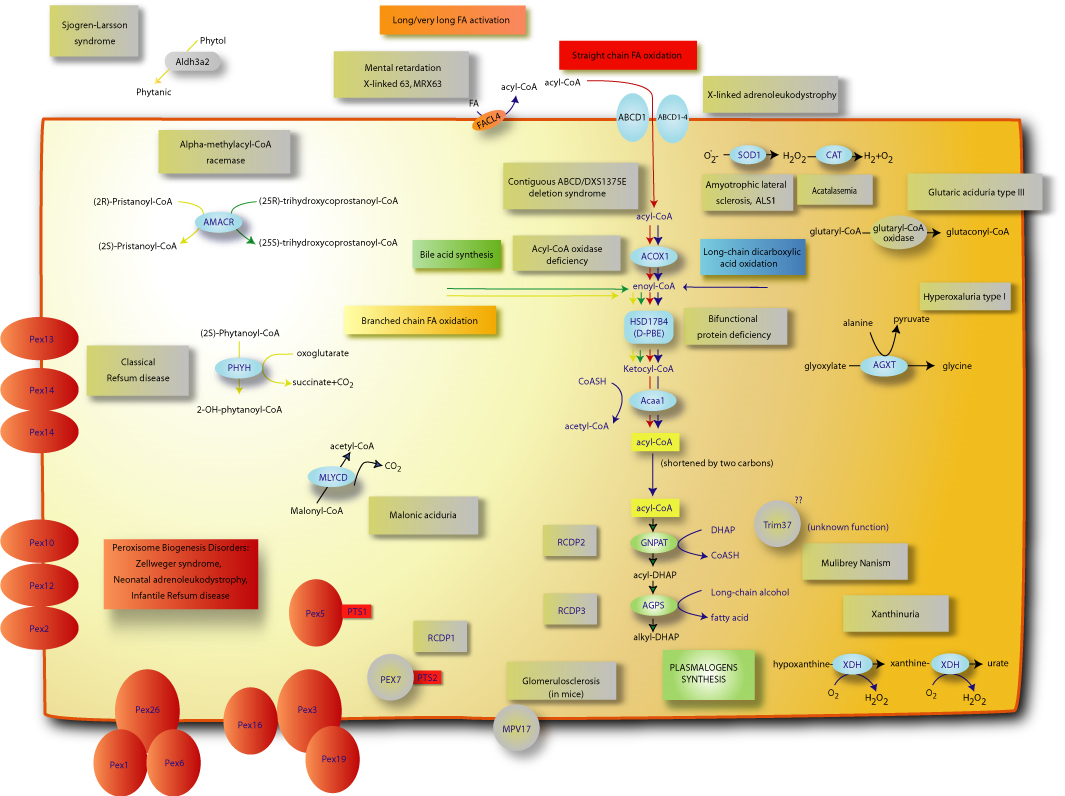 Sjogren-Larsson
syndrome
Phytol
Aldh3a2
Phytanic
Long/very long FA activation
Mental retardation
X-linked 63, MRX63
FA
FACL4
acyl-CoA
Straight chain FA oxidation
acyl-CoA
ABCD1
ABCD1-4
X-linked adrenoleukodystrophy
Alpha-methylacyl-CoA
racemase
(2R)-Pristanoyl-CoA
(25R)-trihydroxycoprostanoyl-CoA
AMACR
(2S)-Pristanoyl-CoA
(25S)-trihydroxycoprostanoyl-CoA
Contiguous ABCD/DXS1375E
deletion syndrome
acyl-CoA
O˙2-
SOD1
H2O2
CAT
H2+O2
Amyotrophic lateral
sclerosis, ALS1
Acatalasemia
Glutaric aciduria type III
glutaryl-CoA
glutaryl-CoA
oxidase
glutaconyl-CoA
Bile acid synthesis
Acyl-CoA oxidase
deficiency
ACOX1
Long-chain dicarboxylic
acid oxidation
enoyl-CoA
Hyperoxaluria type I
Branched chain FA oxidation
HSD17B4
(D-PBE)
Bifunctional
protein deficiency
alanine
pyruvate
glyoxylate
AGXT
glycine
Pex13
Pex14
Pex14
Classical
Refsum disease
(2S)-Phytanoyl-CoA
PHYH
oxoglutarate
succinate+CO2
2-OH-phytanoyl-CoA
Ketocyl-CoA
CoASH
Acaa1
acetyl-CoA
acyl-CoA
(shortened by two carbons)
acyl-CoA
acetyl-CoA
MLYCD
CO2
Malonyl-CoA
Malonic aciduria
??
Trim37
(unknown function)
Mulibrey Nanism
Pex10
Pex12
Pex2
Peroxisome Biogenesis Disorders:
Zellweger syndrome,
Neonatal adrenoleukodystrophy,
Infantile Refsum disease
RCDP2
GNPAT
DHAP
CoASH
acyl-DHAP
RCDP3
AGPS
Long-chain alcohol
fatty acid
alkyl-DHAP
Pex5
PTS1
RCDP1
PEX7
PTS2
Xanthinuria
PLASMALOGENS
SYNTHESIS
hypoxanthine
XDH
xanthine
XDH
urate
O2
H2O2
O2
H2O2
Glomerulosclerosis
(in mice)
MPV17
Pex26
Pex1
Pex6
Pex16
Pex3
Pex19